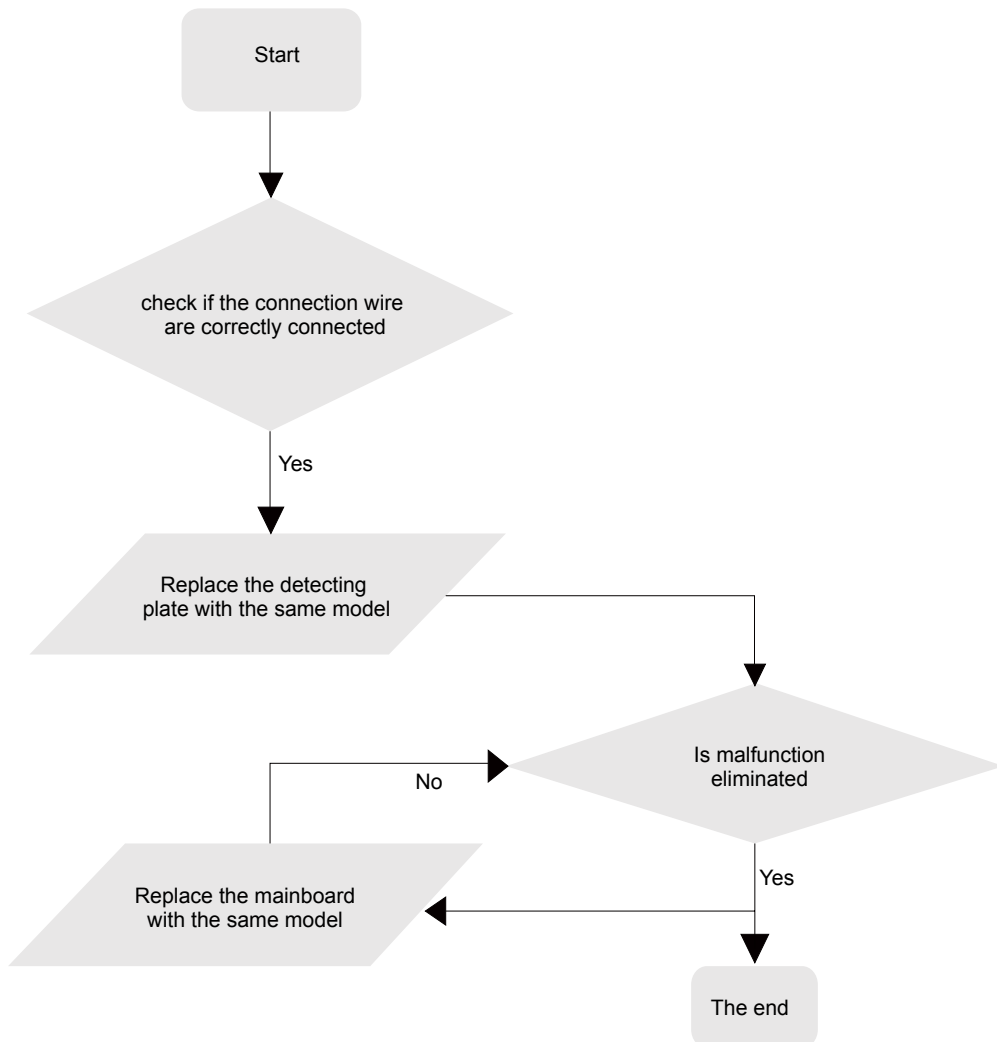 Start
check if the connection wire
are correctly connected
Yes
Replace the detecting
plate with the same model
Is malfunction
eliminated
No
Yes
Replace the mainboard
with the same model
The end